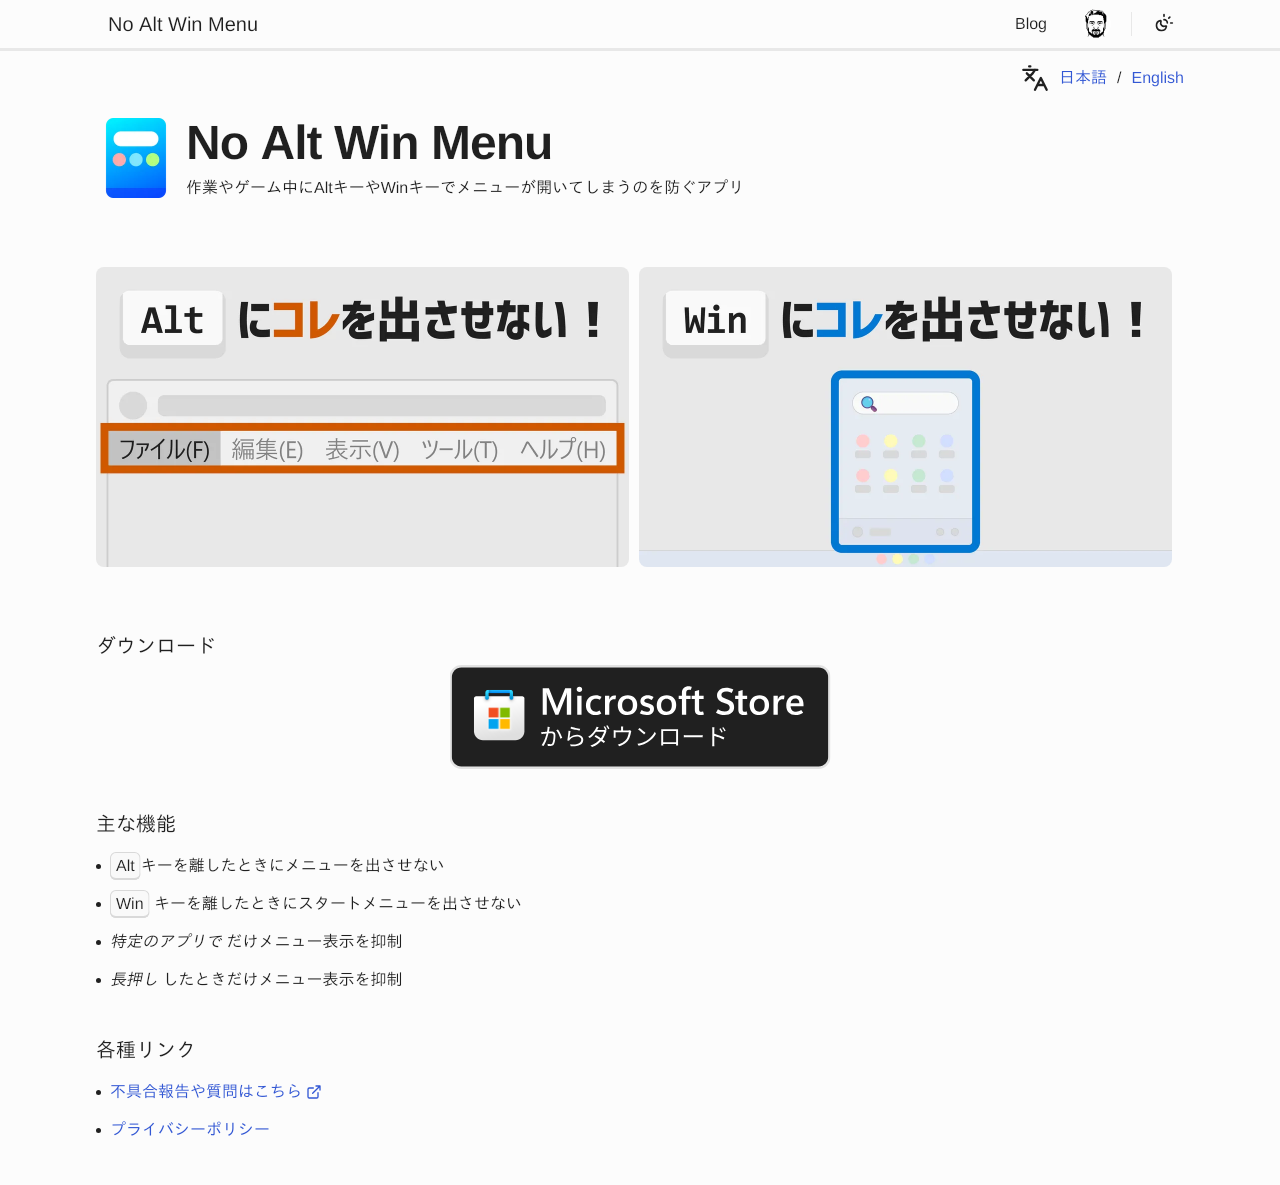 No Alt Win Menu
Blog
日本語 / English
No Alt Win Menu
作業やゲーム中にAltキーやWinキーでメニューが開いてしまうのを防ぐアプリ
Alt にコレを出させない！
ファイル(F) 編集(E) 表示(V) ツール(T) ヘルプ(H)
Win にコレを出させない！
ダウンロード
Microsoft Store
からダウンロード
主な機能
Alt キーを離したときにメニューを出させない
Win キーを離したときにスタートメニューを出させない
特定のアプリで だけメニュー表示を抑制
長押し したときだけメニュー表示を抑制
各種リンク
不具合報告や質問はこちら
プライバシーポリシー